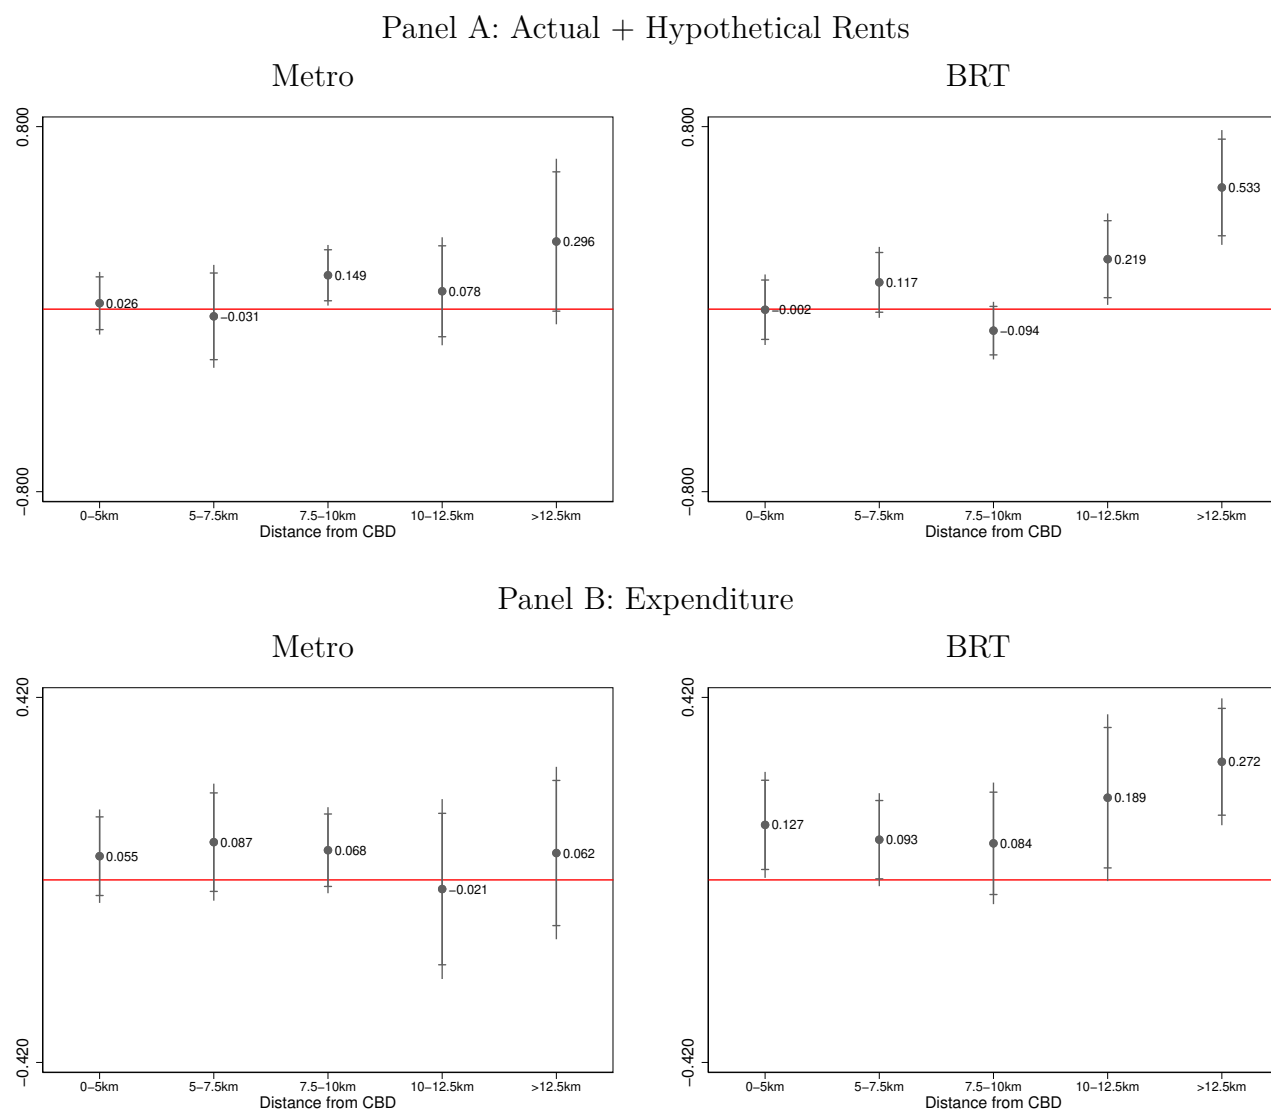 Panel A: Actual + Hypothetical Rents
Metro
BRT
0.800
−0.800
0.026
−0.031
0.149
0.078
0.296
0−5km 5−7.5km 7.5−10km 10−12.5km >12.5km
Distance from CBD
0.800
−0.800
−0.002
0.117
−0.094
0.219
0.533
0−5km 5−7.5km 7.5−10km 10−12.5km >12.5km
Distance from CBD
Panel B: Expenditure
Metro
BRT
0.420
−0.420
0.055
0.087
0.068
−0.021
0.062
0−5km 5−7.5km 7.5−10km 10−12.5km >12.5km
Distance from CBD
0.420
−0.420
0.127
0.093
0.084
0.189
0.272
0−5km 5−7.5km 7.5−10km 10−12.5km >12.5km
Distance from CBD